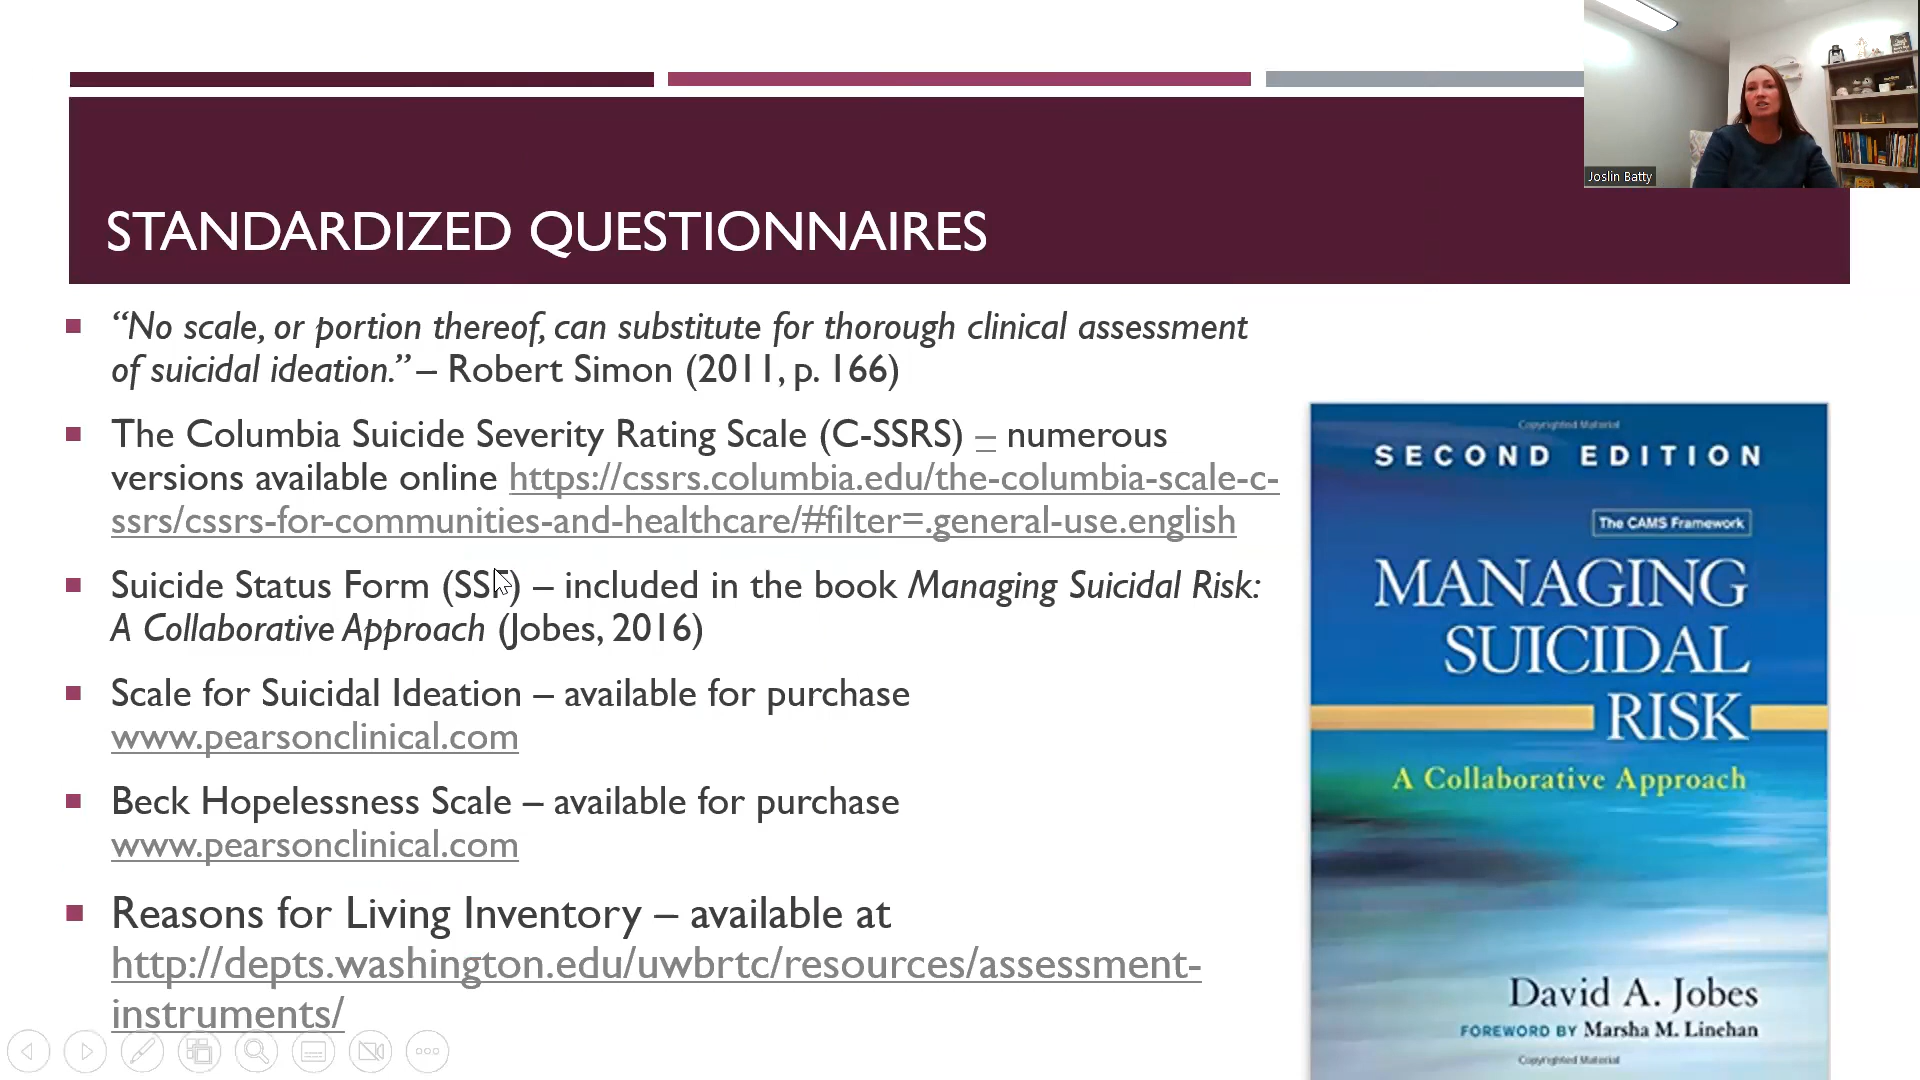 Joslin Batty
STANDARDIZED QUESTIONNAIRES
“No scale, or portion thereof, can substitute for thorough clinical assessment
of suicidal ideation.” – Robert Simon (2011, p. 166)
The Columbia Suicide Severity Rating Scale (C-SSRS) – numerous
versions available online https://cssrs.columbia.edu/the-columbia-scale-c-
ssrs/cssrs-for-communities-and-healthcare/#filter=.general-use.english
Suicide Status Form (SSF) – included in the book Managing Suicidal Risk:
A Collaborative Approach (Jobes, 2016)
Scale for Suicidal Ideation – available for purchase
www.pearsonclinical.com
Beck Hopelessness Scale – available for purchase
www.pearsonclinical.com
Reasons for Living Inventory – available at
http://depts.washington.edu/uwbrtc/resources/assessment-
instruments/
Copyrighted Material
SECOND EDITION
The CAMS Framework
MANAGING
SUICIDAL
RISK
A Collaborative Approach
David A. Jobes
FOREWORD BY Marsha M. Linehan
Copyrighted Material